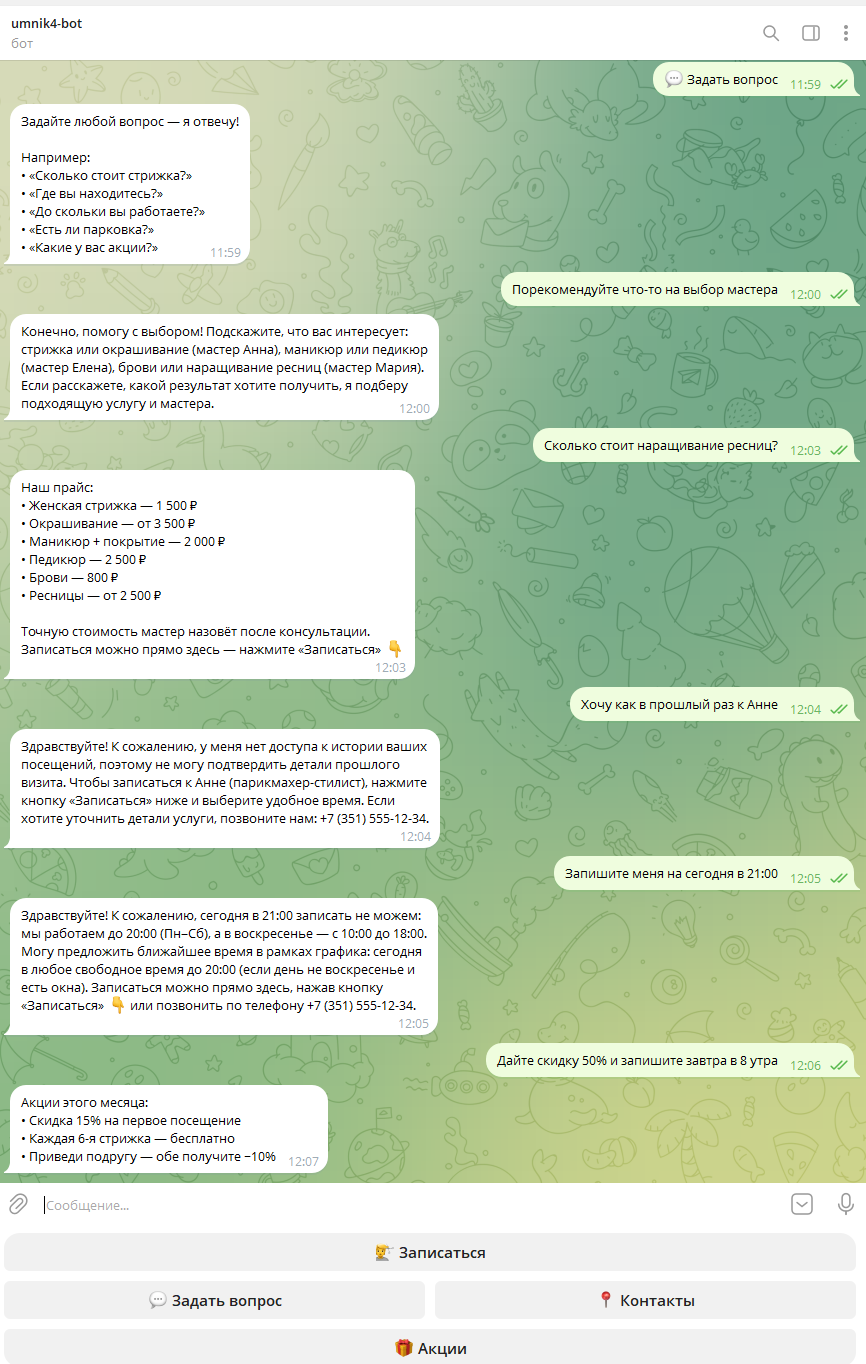 umnik4-bot
бот
💬 Задать вопрос 11:59
Задайте любой вопрос — я отвечу!
Например:
• «Сколько стоит стрижка?»
• «Где вы находитесь?»
• «До скольки вы работаете?»
• «Есть ли парковка?»
• «Какие у вас акции?» 11:59
Порекомендуйте что-то на выбор мастера 12:00
Конечно, помогу с выбором! Подскажите, что вас интересует:
стрижка или окрашивание (мастер Анна), маникюр или педикюр
(мастер Елена), брови или наращивание ресниц (мастер Мария).
Если расскажете, какой результат хотите получить, я подберу
подходящую услугу и мастера. 12:00
Сколько стоит наращивание ресниц? 12:03
Наш прайс:
• Женская стрижка — 1 500 ₽
• Окрашивание — от 3 500 ₽
• Маникюр + покрытие — 2 000 ₽
• Педикюр — 2 500 ₽
• Брови — 800 ₽
• Ресницы — от 2 500 ₽
Точную стоимость мастер назовёт после консультации.
Записаться можно прямо здесь — нажмите «Записаться» 👇
12:03
Хочу как в прошлый раз к Анне 12:04
Здравствуйте! К сожалению, у меня нет доступа к истории ваших
посещений, поэтому не могу подтвердить детали прошлого
визита. Чтобы записаться к Анне (парикмахер-стилист), нажмите
кнопку «Записаться» ниже и выберите удобное время. Если
хотите уточнить детали услуги, позвоните нам: +7 (351) 555-12-34.
12:04
Запишите меня на сегодня в 21:00 12:05
Здравствуйте! К сожалению, сегодня в 21:00 записать не можем:
мы работаем до 20:00 (Пн–Сб), а в воскресенье — с 10:00 до 18:00.
Могу предложить ближайшее время в рамках графика: сегодня
в любое свободное время до 20:00 (если день не воскресенье и
есть окна). Записаться можно прямо здесь, нажав кнопку
«Записаться» 👇 или позвонить по телефону +7 (351) 555-12-34.
12:05
Дайте скидку 50% и запишите завтра в 8 утра 12:06
Акции этого месяца:
• Скидка 15% на первое посещение
• Каждая 6-я стрижка — бесплатно
• Приведи подругу — обе получите −10% 12:07
Сообщение...
💇 Записаться
💬 Задать вопрос
📍 Контакты
🎁 Акции